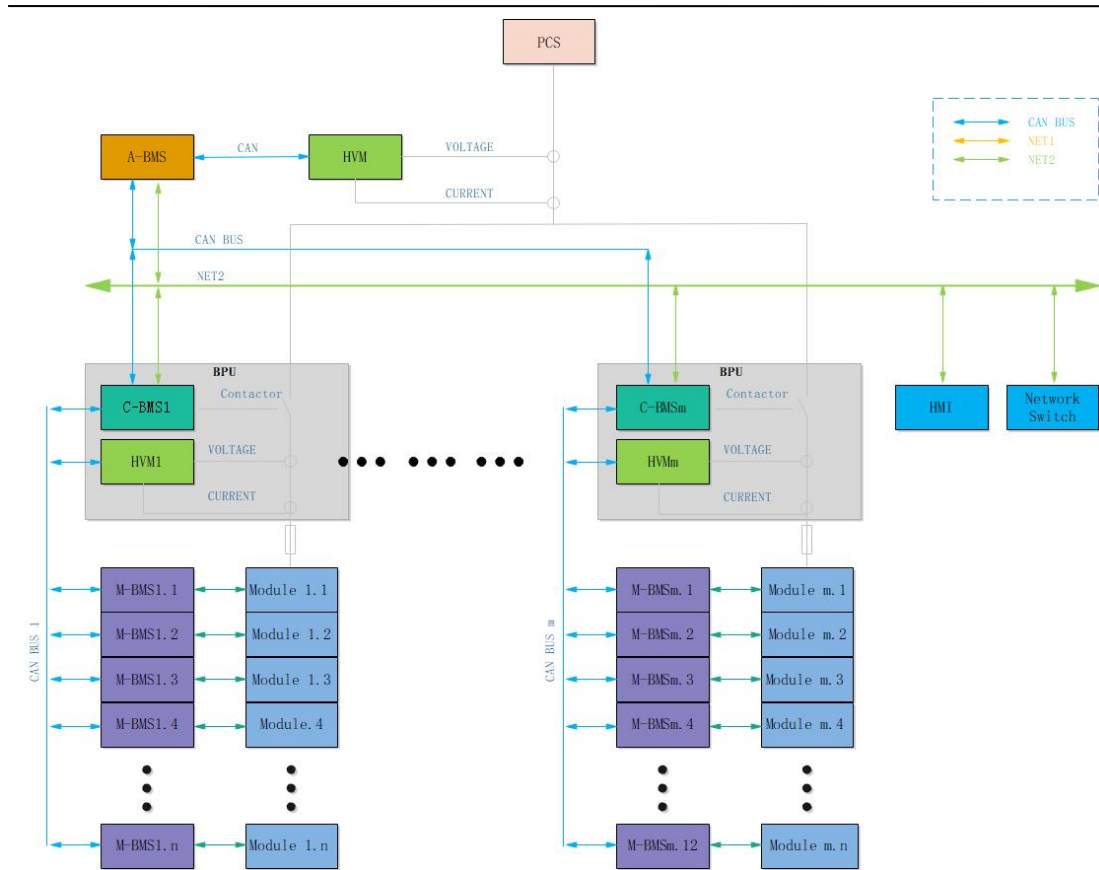 PCS
CAN BUS
NET1
NET2
A-BMS
CAN
HVM
VOLTAGE
CURRENT
CAN BUS
NET2
BPU
C-BMS1
Contactor
HVM1
VOLTAGE
CURRENT
BPU
C-BMSm
Contactor
HVMm
VOLTAGE
CURRENT
HMI
Network
Switch
CAN BUS 1
M-BMS1.1
Module 1.1
M-BMS1.2
Module 1.2
M-BMS1.3
Module 1.3
M-BMS1.4
Module.4
M-BMS1.n
Module 1.n
CAN BUS m
M-BMSm.1
Module m.1
M-BMSm.2
Module m.2
M-BMSm.3
Module m.3
M-BMSm.4
Module m.4
M-BMSm.12
Module m.n